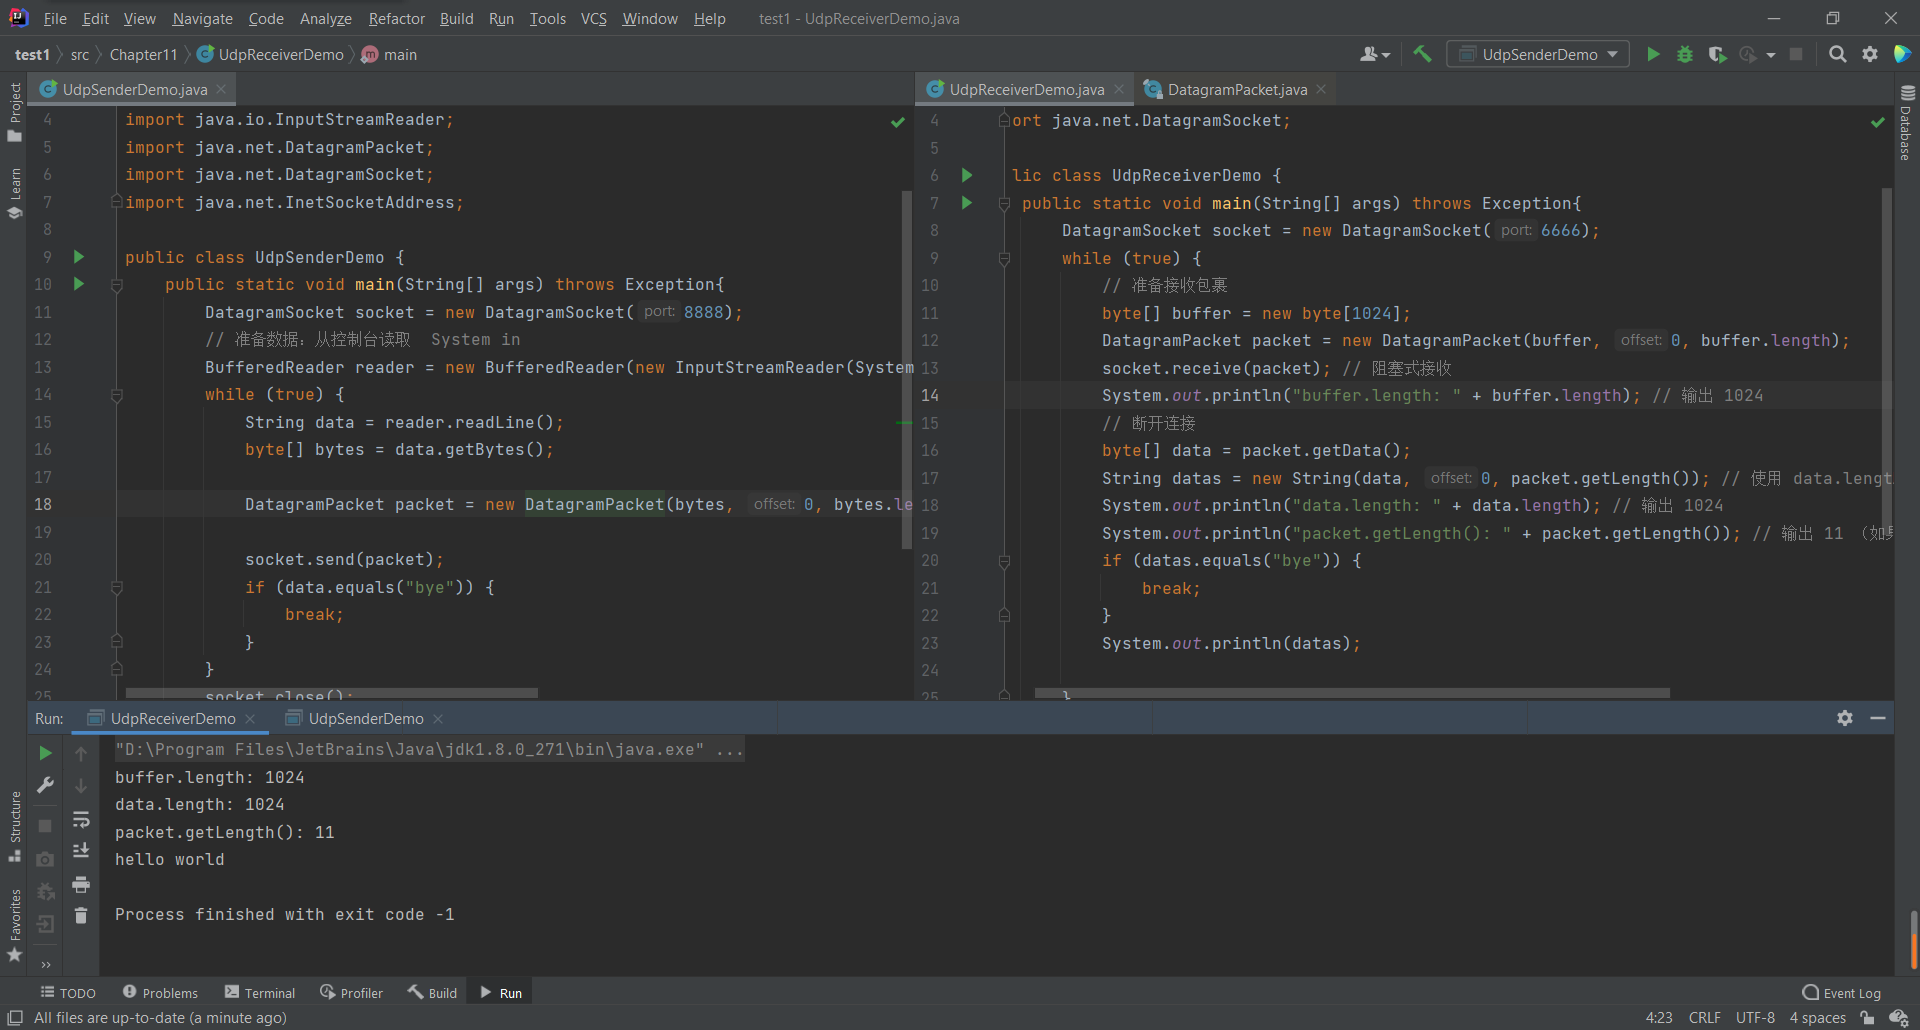 File Edit View Navigate Code Analyze Refactor Build Run Tools VCS Window Help test1 - UdpReceiverDemo.java
test1 src Chapter11 UdpReceiverDemo main
UdpSenderDemo
Project
Learn
Structure
Favorites
Database
UdpSenderDemo.java
4 import java.io.InputStreamReader;
5 import java.net.DatagramPacket;
6 import java.net.DatagramSocket;
7 import java.net.InetSocketAddress;
8
9 public class UdpSenderDemo {
10 public static void main(String[] args) throws Exception{
11 DatagramSocket socket = new DatagramSocket( port: 8888);
12 // 准备数据：从控制台读取 System in
13 BufferedReader reader = new BufferedReader(new InputStreamReader(System
14 while (true) {
15 String data = reader.readLine();
16 byte[] bytes = data.getBytes();
17
18 DatagramPacket packet = new DatagramPacket(bytes, offset: 0, bytes.le
19
20 socket.send(packet);
21 if (data.equals("bye")) {
22 break;
23 }
24 }
25 socket.close();
UdpReceiverDemo.java DatagramPacket.java
4 ort java.net.DatagramSocket;
5
6 lic class UdpReceiverDemo {
7 public static void main(String[] args) throws Exception{
8 DatagramSocket socket = new DatagramSocket( port: 6666);
9 while (true) {
10 // 准备接收包裹
11 byte[] buffer = new byte[1024];
12 DatagramPacket packet = new DatagramPacket(buffer, offset: 0, buffer.length);
13 socket.receive(packet); // 阻塞式接收
14 System.out.println("buffer.length: " + buffer.length); // 输出 1024
15 // 断开连接
16 byte[] data = packet.getData();
17 String datas = new String(data, offset: 0, packet.getLength()); // 使用 data.lengt
18 System.out.println("data.length: " + data.length); // 输出 1024
19 System.out.println("packet.getLength(): " + packet.getLength()); // 输出 11 （如
20 if (datas.equals("bye")) {
21 break;
22 }
23 System.out.println(datas);
24
25 }
Run: UdpReceiverDemo UdpSenderDemo
"D:\Program Files\JetBrains\Java\jdk1.8.0_271\bin\java.exe" ...
buffer.length: 1024
data.length: 1024
packet.getLength(): 11
hello world
Process finished with exit code -1
TODO Problems Terminal Profiler Build Run Event Log
All files are up-to-date (a minute ago) 4:23 CRLF UTF-8 4 spaces